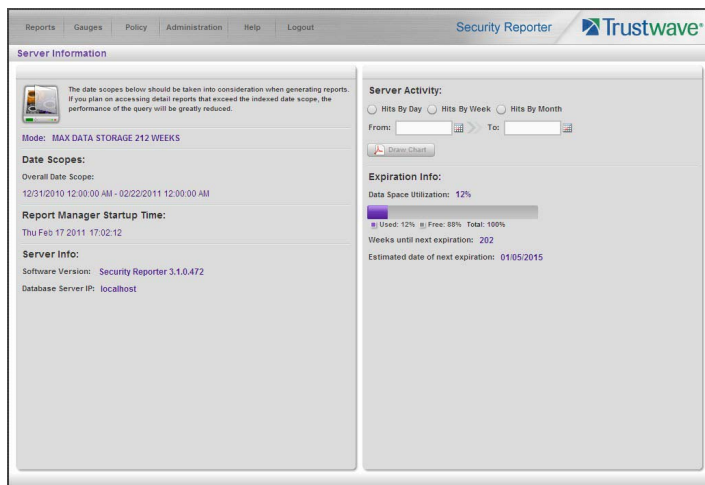 Reports Gauges Policy Administration Help Logout
Security Reporter Trustwave®
Server Information
The date scopes below should be taken into consideration when generating reports.
If you plan on accessing detail reports that exceed the indexed date scope, the
performance of the query will be greatly reduced.
Mode: MAX DATA STORAGE 212 WEEKS
Date Scopes:
Overall Date Scope:
12/31/2010 12:00:00 AM - 02/22/2011 12:00:00 AM
Report Manager Startup Time:
Thu Feb 17 2011 17:02:12
Server Info:
Software Version: Security Reporter 3.1.0.472
Database Server IP: localhost
Server Activity:
Hits By Day Hits By Week Hits By Month
From: To:
Draw Chart
Expiration Info:
Data Space Utilization: 12%
Used: 12% Free: 88% Total: 100%
Weeks until next expiration: 202
Estimated date of next expiration: 01/05/2015